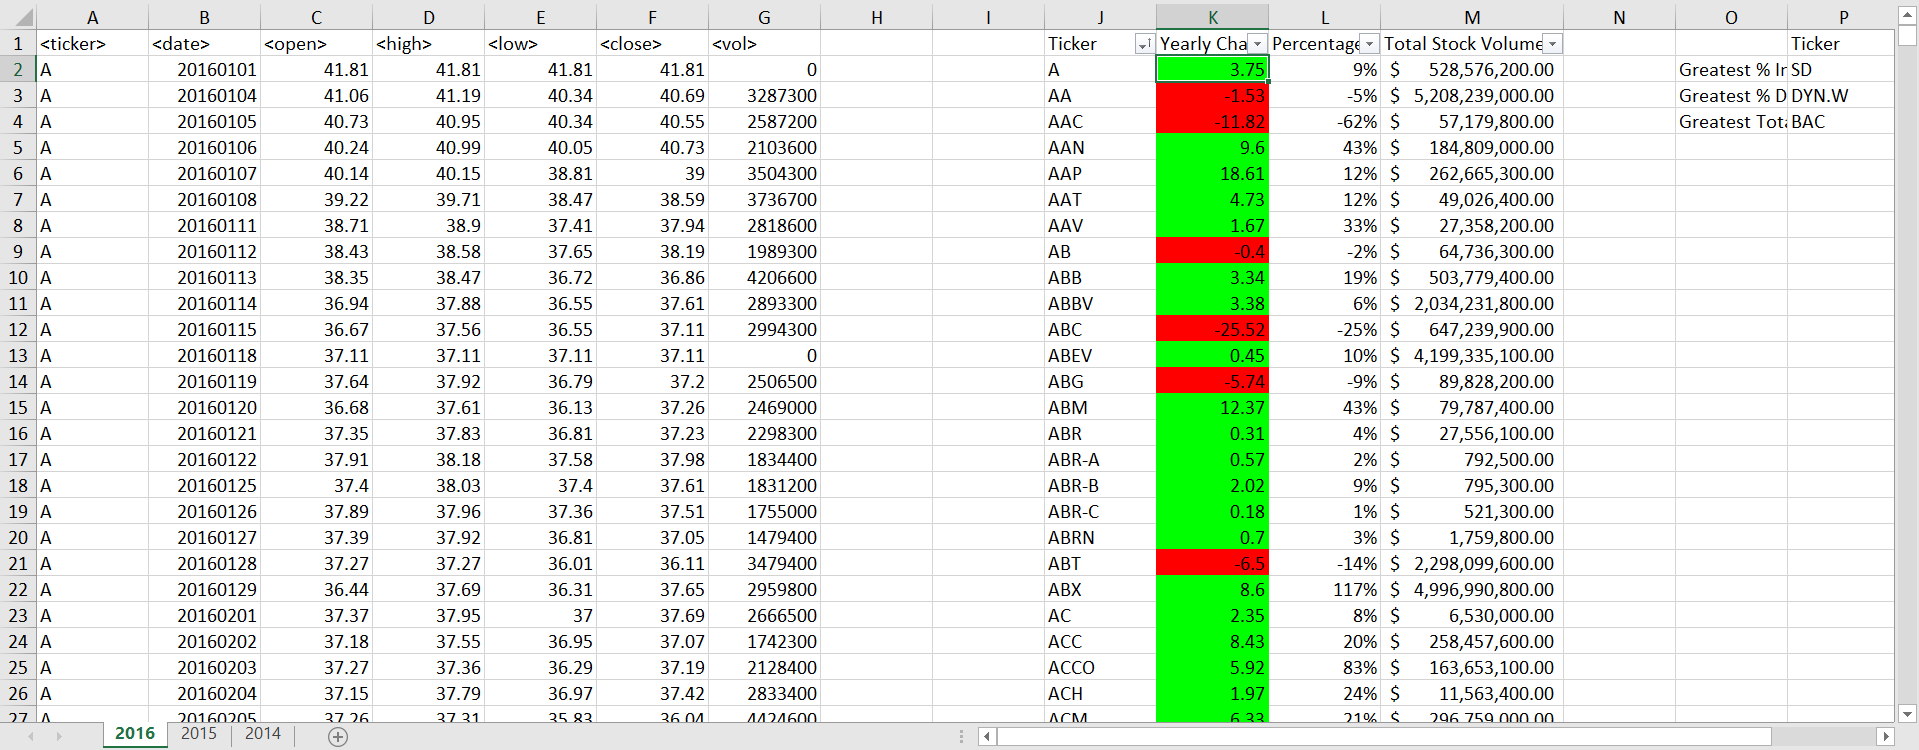 A B C D E F G H I J K L M N O P
1 <ticker> <date> <open> <high> <low> <close> <vol> Ticker Yearly Cha Percentage Total Stock Volume Ticker
2 A 20160101 41.81 41.81 41.81 41.81 0 A 3.75 9% $ 528,576,200.00 Greatest % Ir SD
3 A 20160104 41.06 41.19 40.34 40.69 3287300 AA -1.53 -5% $ 5,208,239,000.00 Greatest % D DYN.W
4 A 20160105 40.73 40.95 40.34 40.55 2587200 AAC -11.82 -62% $ 57,179,800.00 Greatest Tota BAC
5 A 20160106 40.24 40.99 40.05 40.73 2103600 AAN 9.6 43% $ 184,809,000.00
6 A 20160107 40.14 40.15 38.81 39 3504300 AAP 18.61 12% $ 262,665,300.00
7 A 20160108 39.22 39.71 38.47 38.59 3736700 AAT 4.73 12% $ 49,026,400.00
8 A 20160111 38.71 38.9 37.41 37.94 2818600 AAV 1.67 33% $ 27,358,200.00
9 A 20160112 38.43 38.58 37.65 38.19 1989300 AB -0.4 -2% $ 64,736,300.00
10 A 20160113 38.35 38.47 36.72 36.86 4206600 ABB 3.34 19% $ 503,779,400.00
11 A 20160114 36.94 37.88 36.55 37.61 2893300 ABBV 3.38 6% $ 2,034,231,800.00
12 A 20160115 36.67 37.56 36.55 37.11 2994300 ABC -25.52 -25% $ 647,239,900.00
13 A 20160118 37.11 37.11 37.11 37.11 0 ABEV 0.45 10% $ 4,199,335,100.00
14 A 20160119 37.64 37.92 36.79 37.2 2506500 ABG -5.74 -9% $ 89,828,200.00
15 A 20160120 36.68 37.61 36.13 37.26 2469000 ABM 12.37 43% $ 79,787,400.00
16 A 20160121 37.35 37.83 36.81 37.23 2298300 ABR 0.31 4% $ 27,556,100.00
17 A 20160122 37.91 38.18 37.58 37.98 1834400 ABR-A 0.57 2% $ 792,500.00
18 A 20160125 37.4 38.03 37.4 37.61 1831200 ABR-B 2.02 9% $ 795,300.00
19 A 20160126 37.89 37.96 37.36 37.51 1755000 ABR-C 0.18 1% $ 521,300.00
20 A 20160127 37.39 37.92 36.81 37.05 1479400 ABRN 0.7 3% $ 1,759,800.00
21 A 20160128 37.27 37.27 36.01 36.11 3479400 ABT -6.5 -14% $ 2,298,099,600.00
22 A 20160129 36.44 37.69 36.31 37.65 2959800 ABX 8.6 117% $ 4,996,990,800.00
23 A 20160201 37.37 37.95 37 37.69 2666500 AC 2.35 8% $ 6,530,000.00
24 A 20160202 37.18 37.55 36.95 37.07 1742300 ACC 8.43 20% $ 258,457,600.00
25 A 20160203 37.27 37.36 36.29 37.19 2128400 ACCO 5.92 83% $ 163,653,100.00
26 A 20160204 37.15 37.79 36.97 37.42 2833400 ACH 1.97 24% $ 11,563,400.00
27 A 20160205 37.26 37.31 35.83 36.04 4424600 ACM 6.33 21% $ 296,759,000.00
2016 2015 2014